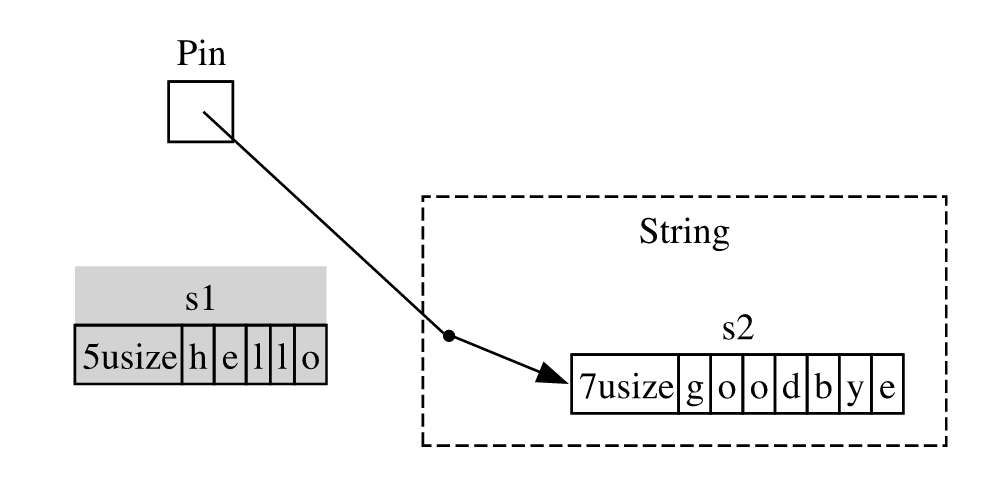 Pin
String
s1
5usize h e l l o
s2
7usize g o o d b y e